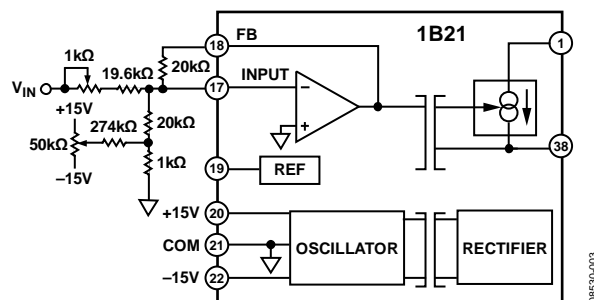 1B21
18 FB
1
1kΩ
20kΩ
VIN
19.6kΩ
INPUT
17
+15V
20kΩ
274kΩ
50kΩ
1kΩ
–15V
–
+
19
REF
38
+15V
20
COM
21
OSCILLATOR
RECTIFIER
–15V
22
08530-003